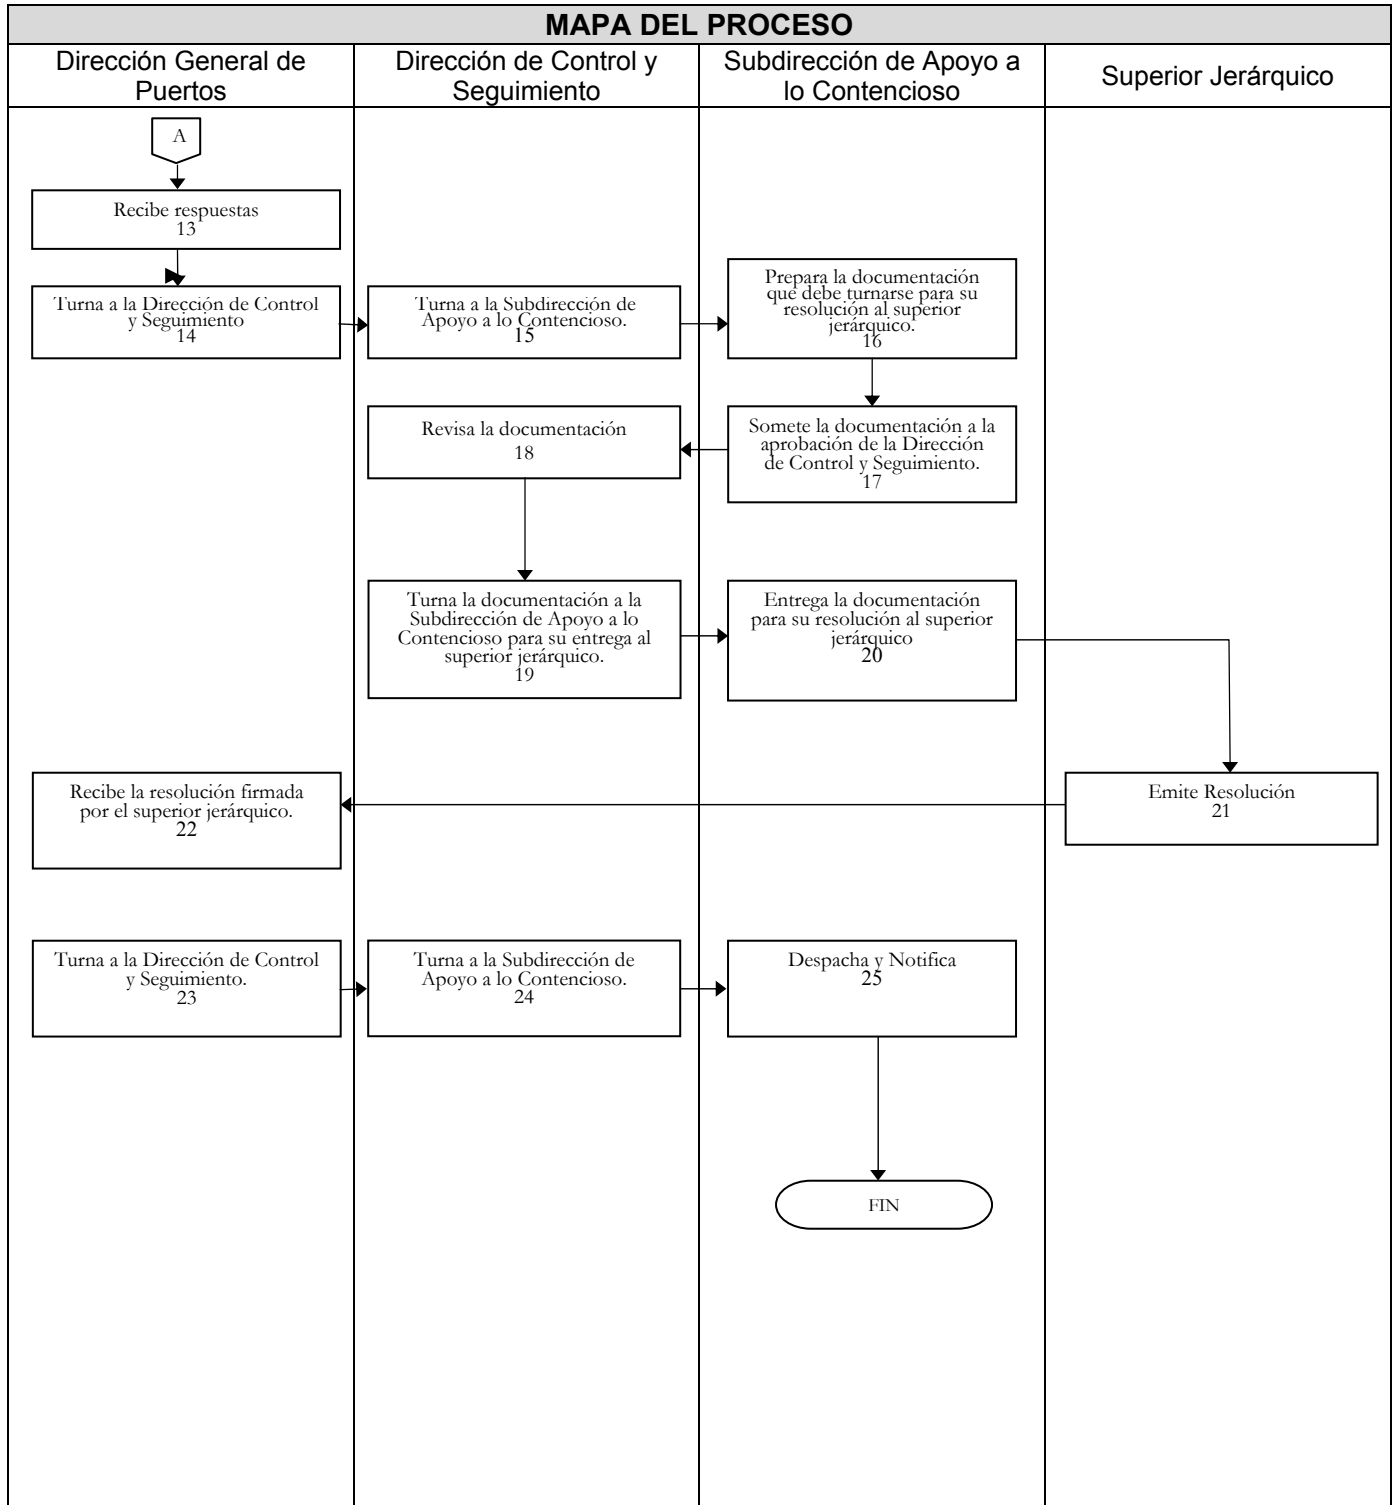 MAPA DEL PROCESO
Dirección General de
Puertos
Dirección de Control y
Seguimiento
Subdirección de Apoyo a
lo Contencioso
Superior Jerárquico
A
Recibe respuestas
13
Turna a la Dirección de Control
y Seguimiento
14
Turna a la Subdirección de
Apoyo a lo Contencioso.
15
Prepara la documentación
que debe turnarse para su
resolución al superior
jerárquico.
16
Revisa la documentación
18
Somete la documentación a la
aprobación de la Dirección
de Control y Seguimiento.
17
Turna la documentación a la
Subdirección de Apoyo a lo
Contencioso para su entrega al
superior jerárquico.
19
Entrega la documentación
para su resolución al superior
jerárquico
20
Recibe la resolución firmada
por el superior jerárquico.
22
Emite Resolución
21
Turna a la Dirección de Control
y Seguimiento.
23
Turna a la Subdirección de
Apoyo a lo Contencioso.
24
Despacha y Notifica
25
FIN